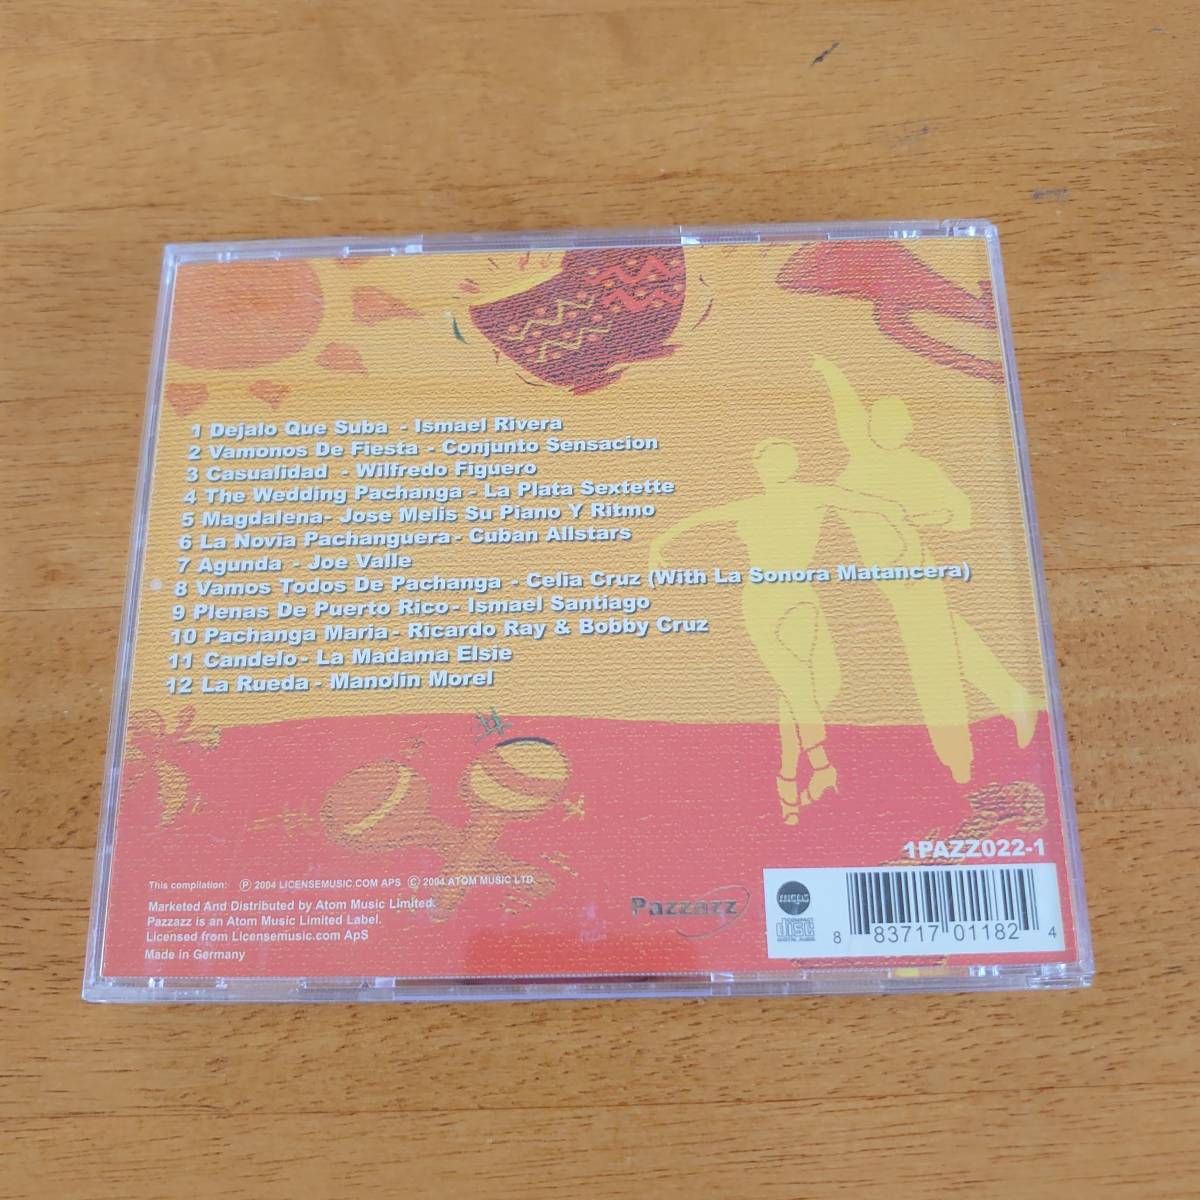 1 Dejalo Que Suba - Ismael Rivera
2 Vamonos De Fiesta - Conjunto Sensacion
3 Casualidad - Wilfredo Figuero
4 The Wedding Pachanga - La Plata Sextette
5 Magdalena- Jose Melis Su Piano Y Ritmo
6 La Novia Pachanguera - Cuban Allstars
7 Agunda - Joe Valle
8 Vamos Todos De Pachanga - Celia Cruz (With La Sonora Matancera)
9 Plenas De Puerto Rico - Ismael Santiago
10 Pachanga Maria - Ricardo Ray & Bobby Cruz
11 Candelo - La Madama Elsie
12 La Rueda - Manolin Morel
1PAZZ022-1
This compilation: Ⓟ 2004 LICENSEMUSIC.COM APS © 2004 ATOM MUSIC LTD.
Marketed And Distributed by Atom Music Limited.
Pazzazz is an Atom Music Limited Label.
Licensed from Licensemusic.com ApS
Made in Germany
Pazzazz
mcps
COMPACT
disc
DIGITAL AUDIO
8 83717 01182 4